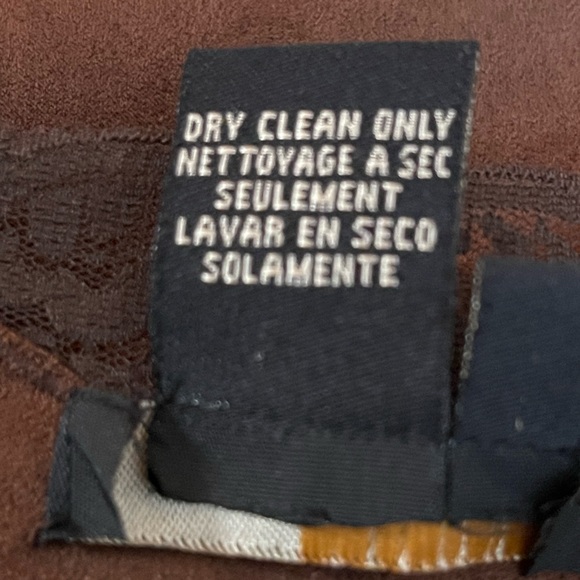 DRY CLEAN ONLY
NETTOYAGE A SEC
SEULEMENT
LAVAR EN SECO
SOLAMENTE